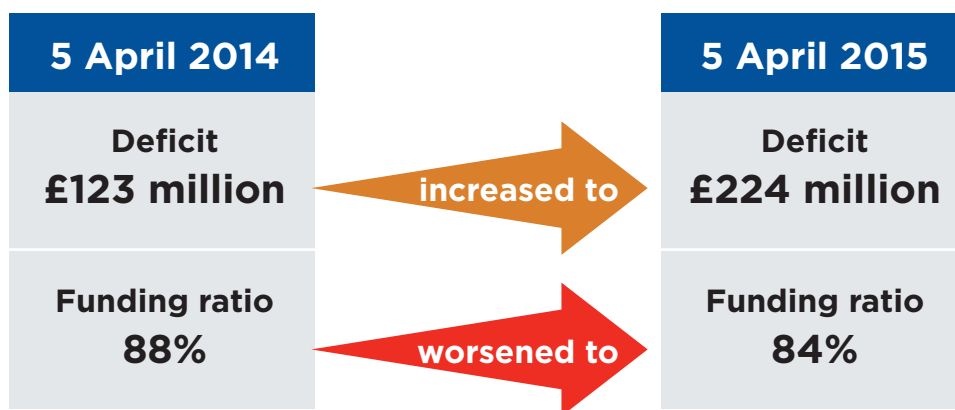 5 April 2014
5 April 2015
Deficit
£123 million
increased to
Deficit
£224 million
Funding ratio
88%
worsened to
Funding ratio
84%